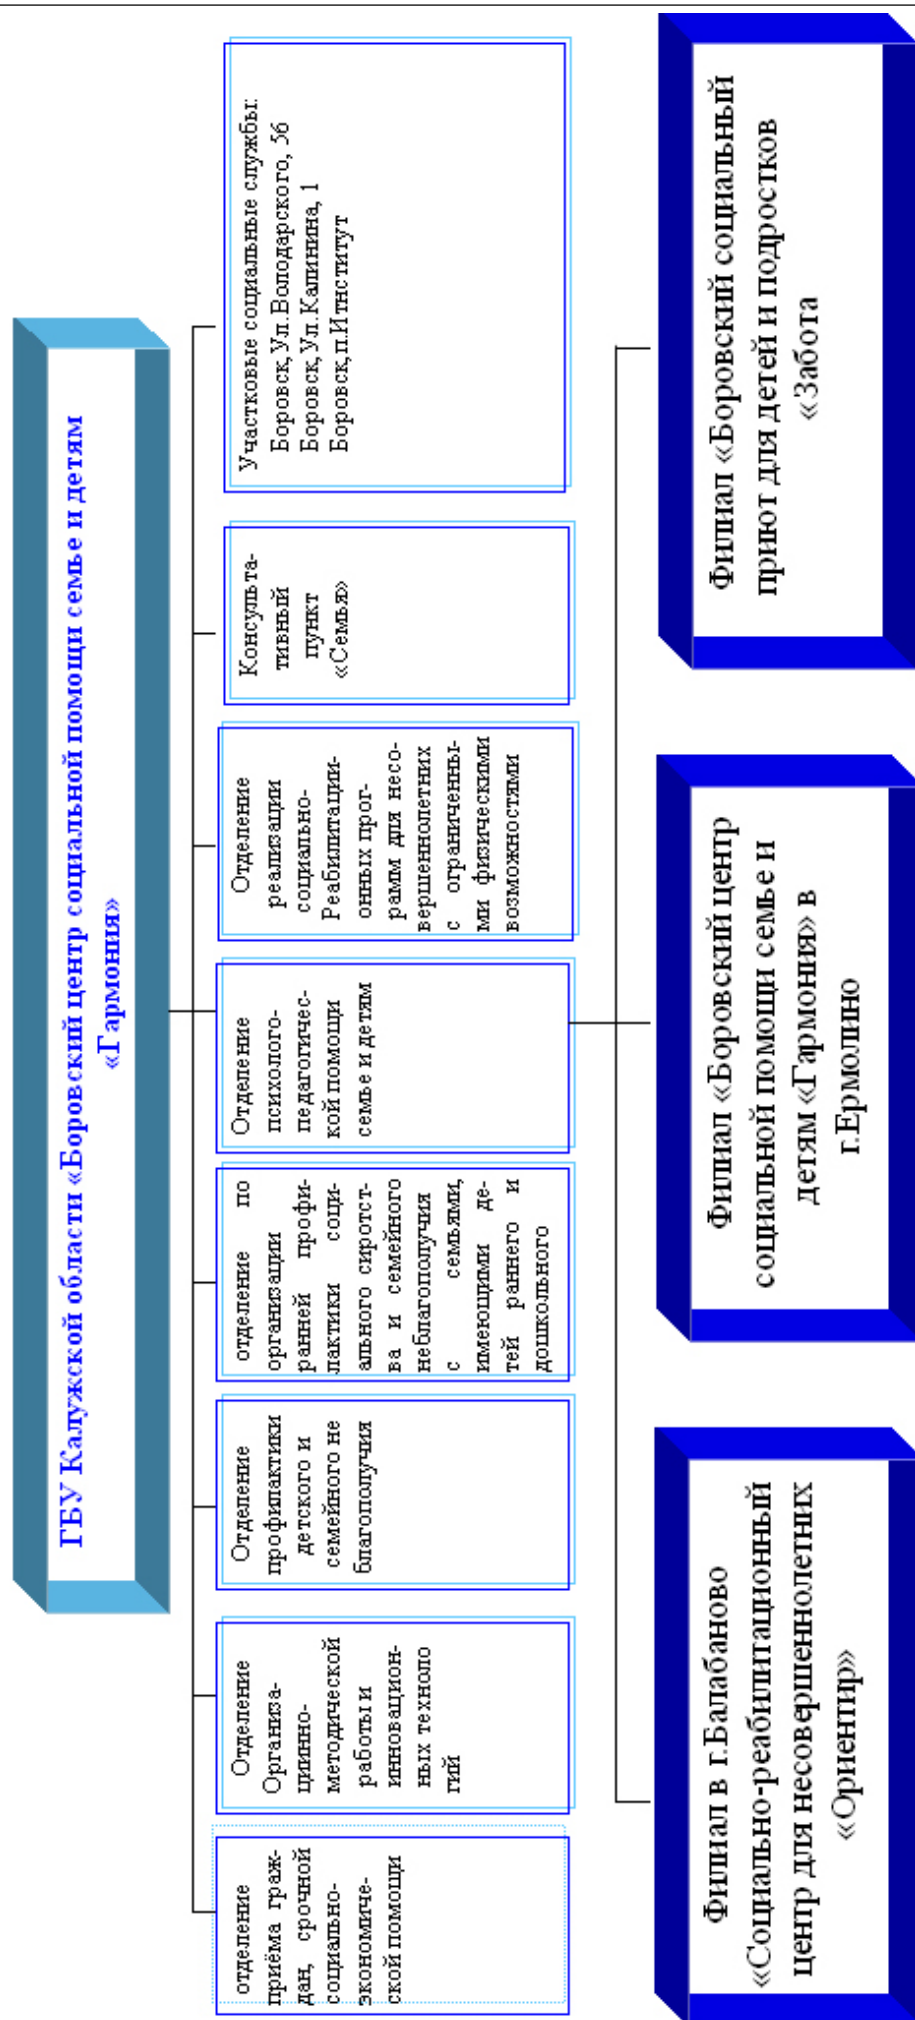 ГБУ Калужской области «Боровский центр социальной помощи семье и детям
«Гармония»
отделение
приёма граж-
дан, срочной
социально-
экономиче-
ской помощи
Отделение
Организа-
циинно-
методической
работы и
инновацион-
ных техноло
гий
Отделение
профилактики
детского и
семейного не
благополучия
отделение по
организации
ранней профи-
лактики соци-
ального сиротст-
ва и семейного
неблагополучия
с семьями,
имеющими де-
тей раннего и
дошкольного
Отделение
психолого-
педагогичес-
кой помощи
семье и детям
Отделение
реализации
социально-
Реабилитации-
онных прог-
рамм для несо-
вершеннолетних
с ограниченны-
ми физическими
возможностями
Консульта-
тивный
пункт
«Семья»
Участковые социальные службы:
Боровск, Ул. Володарского, 56
Боровск, Ул. Калинина, 1
Боровск, п.Итнститут
Филиал в г.Балабаново
«Социально-реабилитационный
центр для несовершеннолетних
«Ориентир»
Филиал «Боровский центр
социальной помощи семье и
детям «Гармония» в
г.Ермолино
Филиал «Боровский социальный
приют для детей и подростков
«Забота